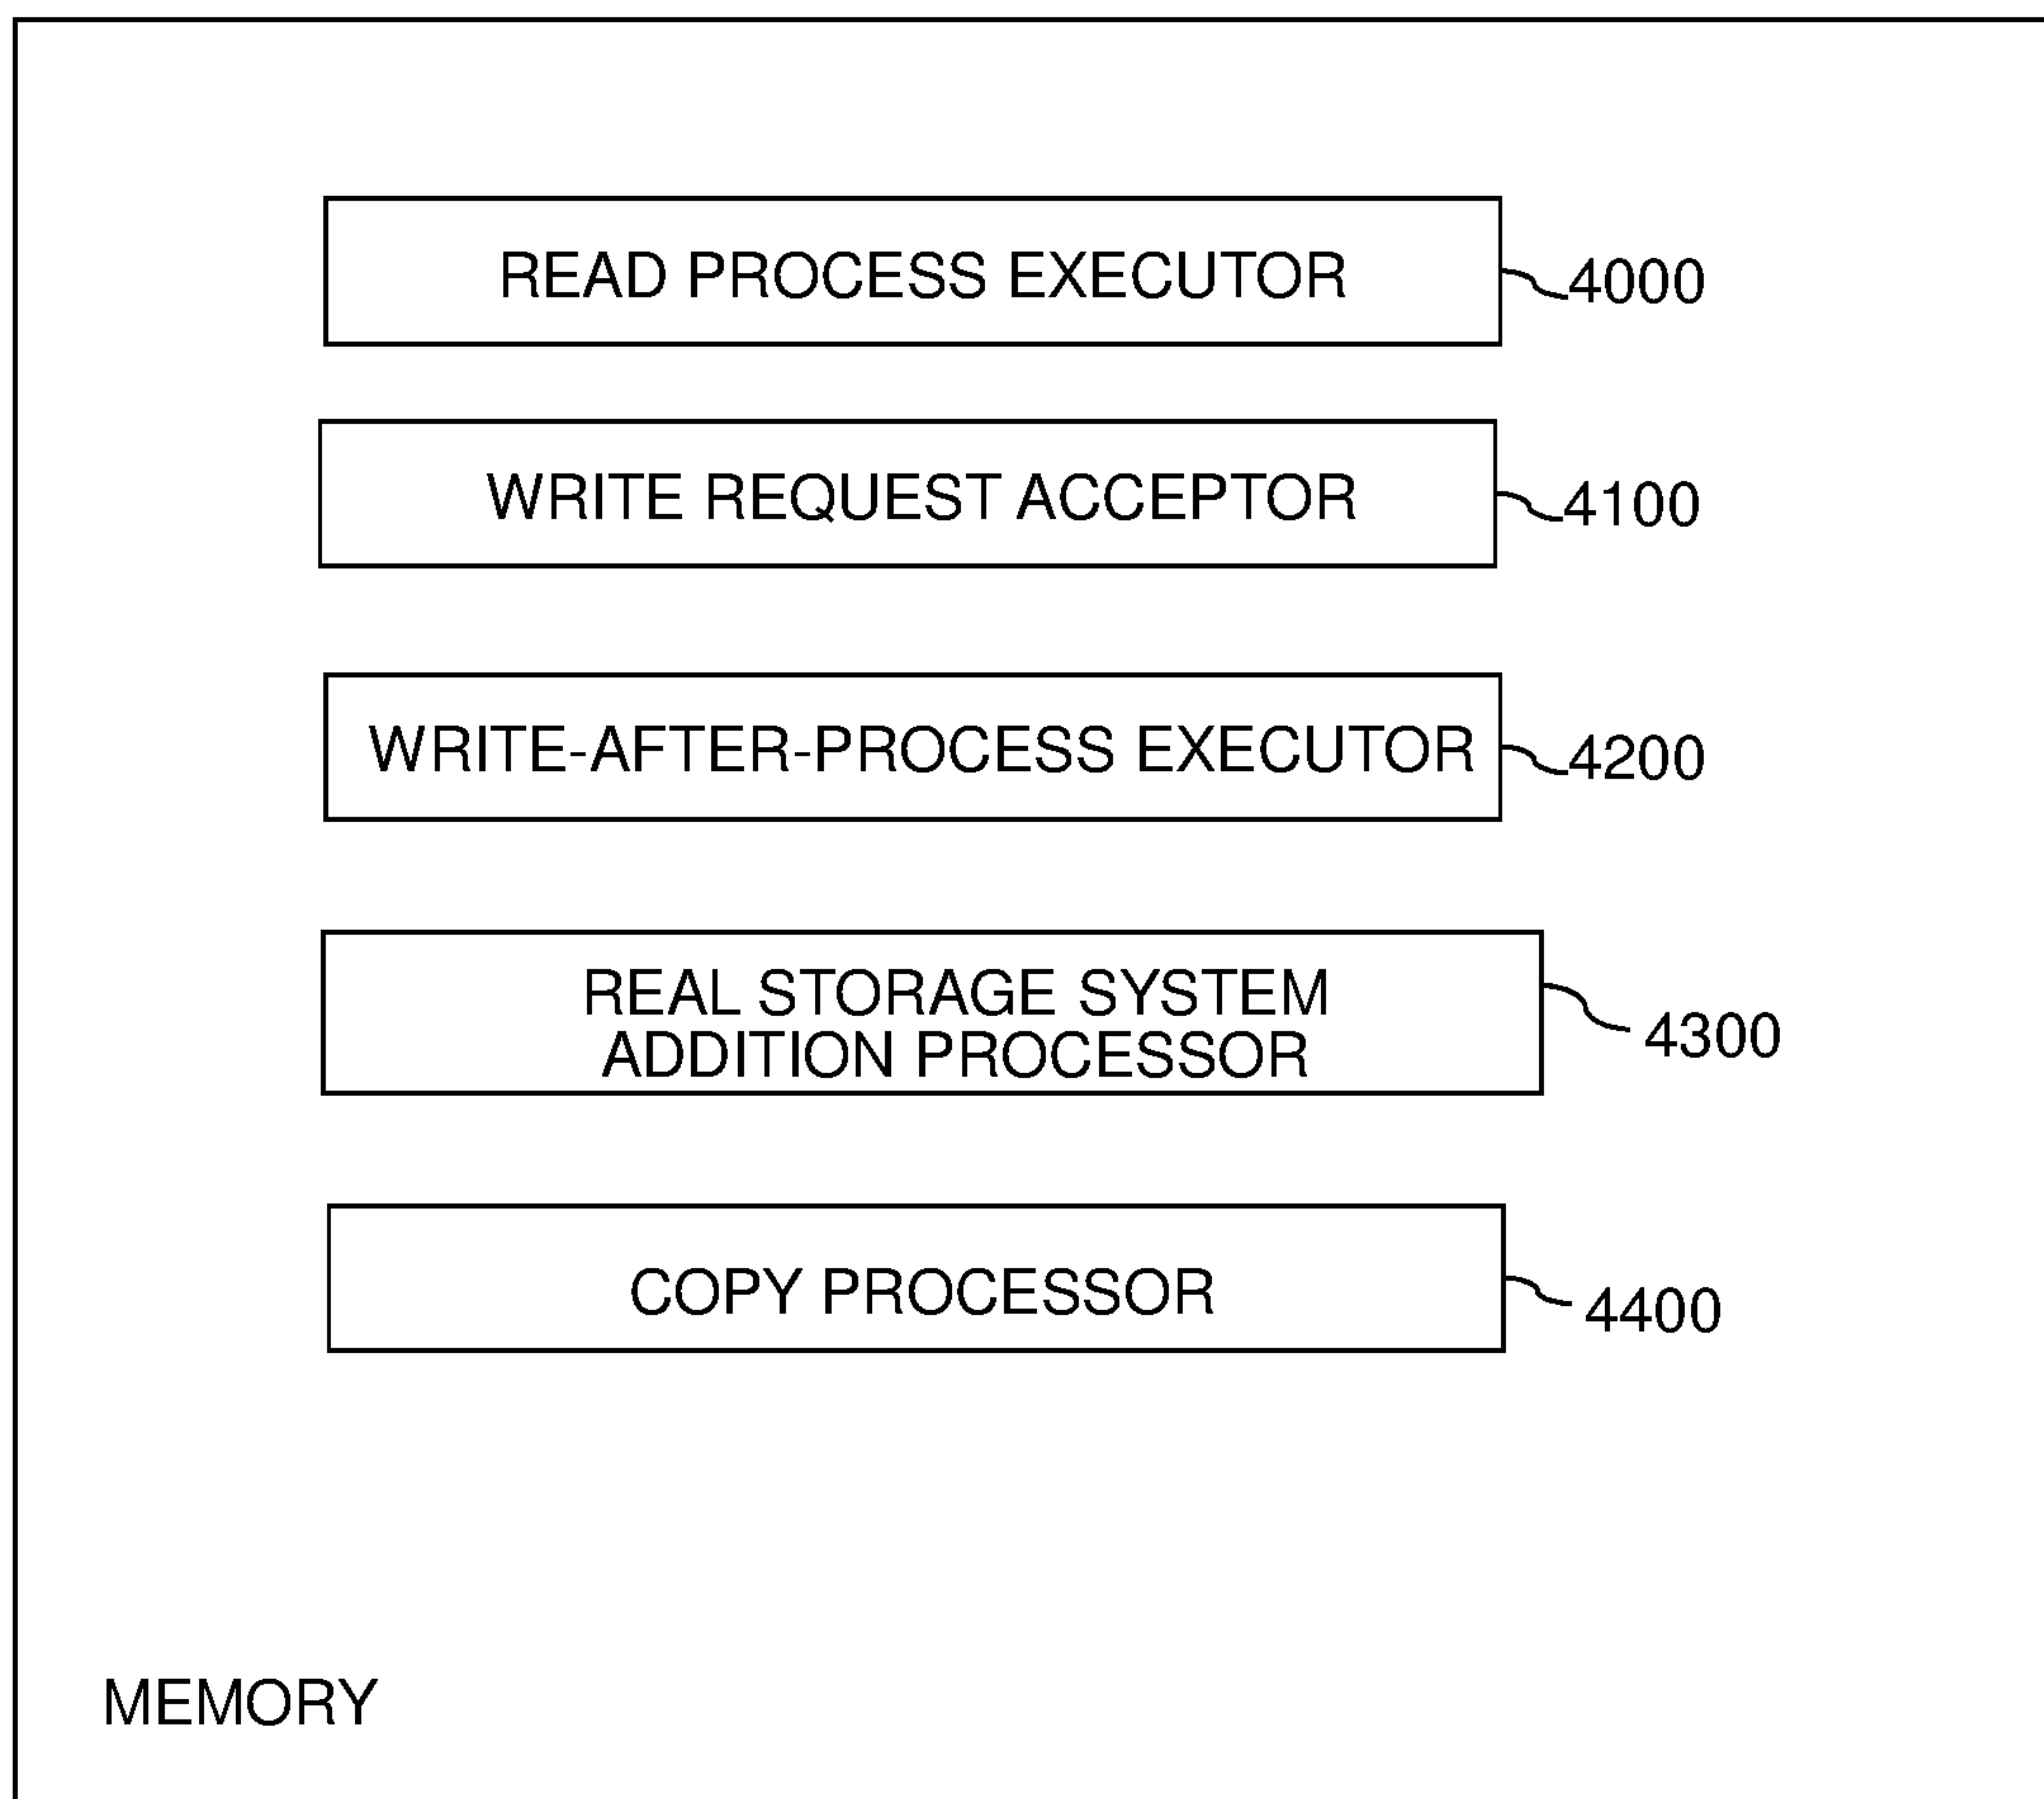 READ PROCESS EXECUTOR
4000
WRITE REQUEST ACCEPTOR
4100
WRITE-AFTER-PROCESS EXECUTOR
4200
REAL STORAGE SYSTEM
ADDITION PROCESSOR
4300
COPY PROCESSOR
4400
MEMORY